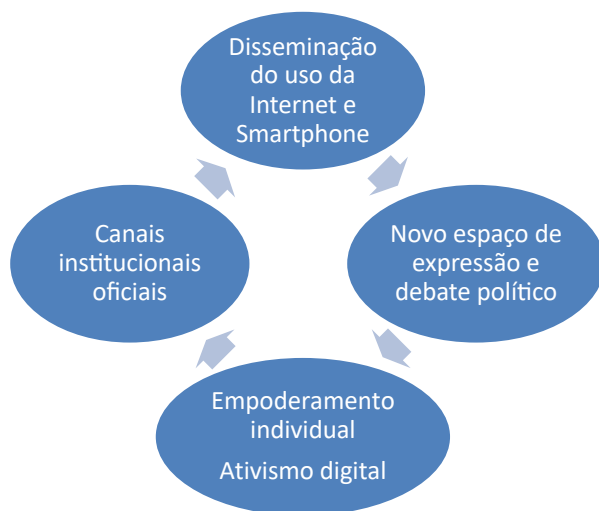 Disseminação
do uso da
Internet e
Smartphone
Canais
institucionais
oficiais
Novo espaço de
expressão e
debate político
Empoderamento
individual
Ativismo digital